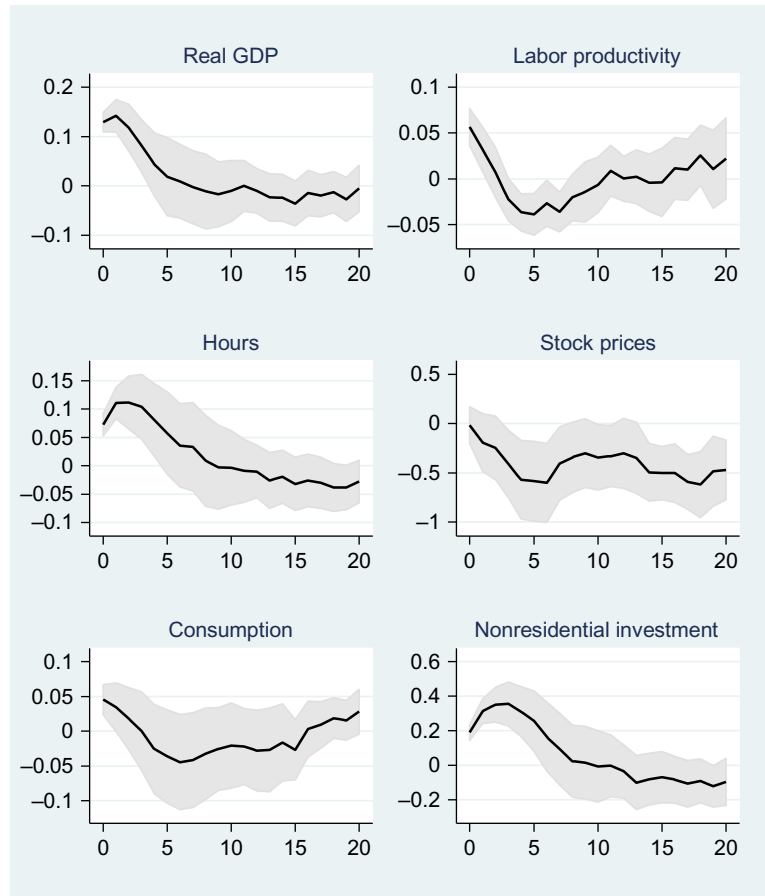 Real GDP
0.2
0.1
0
–0.1
0 5 10 15 20
Labor productivity
0.1
0.05
0
–0.05
0 5 10 15 20
Hours
0.15
0.1
0.05
0
–0.05
–0.1
0 5 10 15 20
Stock prices
0.5
0
–0.5
–1
0 5 10 15 20
Consumption
0.1
0.05
0
–0.05
–0.1
0 5 10 15 20
Nonresidential investment
0.6
0.4
0.2
0
–0.2
0 5 10 15 20